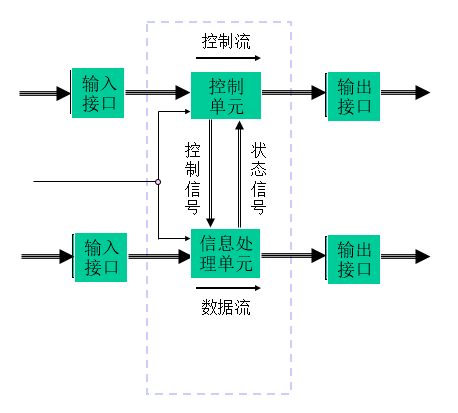 控制流
输入
接口
控制
单元
输出
接口
控制信号
状态信号
输入
接口
信息处
理单元
输出
接口
数据流